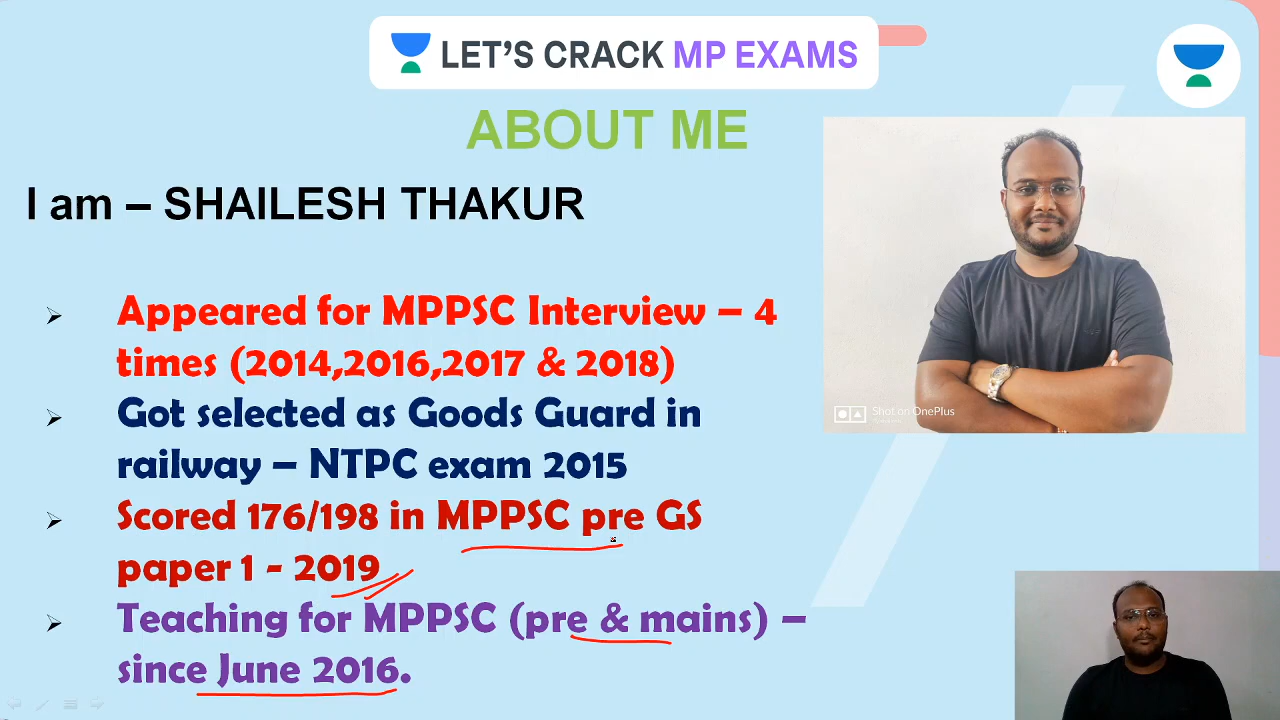 LET'S CRACK MP EXAMS
ABOUT ME
I am – SHAILESH THAKUR
Appeared for MPPSC Interview – 4
times (2014,2016,2017 & 2018)
Got selected as Goods Guard in
railway – NTPC exam 2015
Scored 176/198 in MPPSC pre GS
paper 1 - 2019
Teaching for MPPSC (pre & mains) –
since June 2016.
Shot on OnePlus